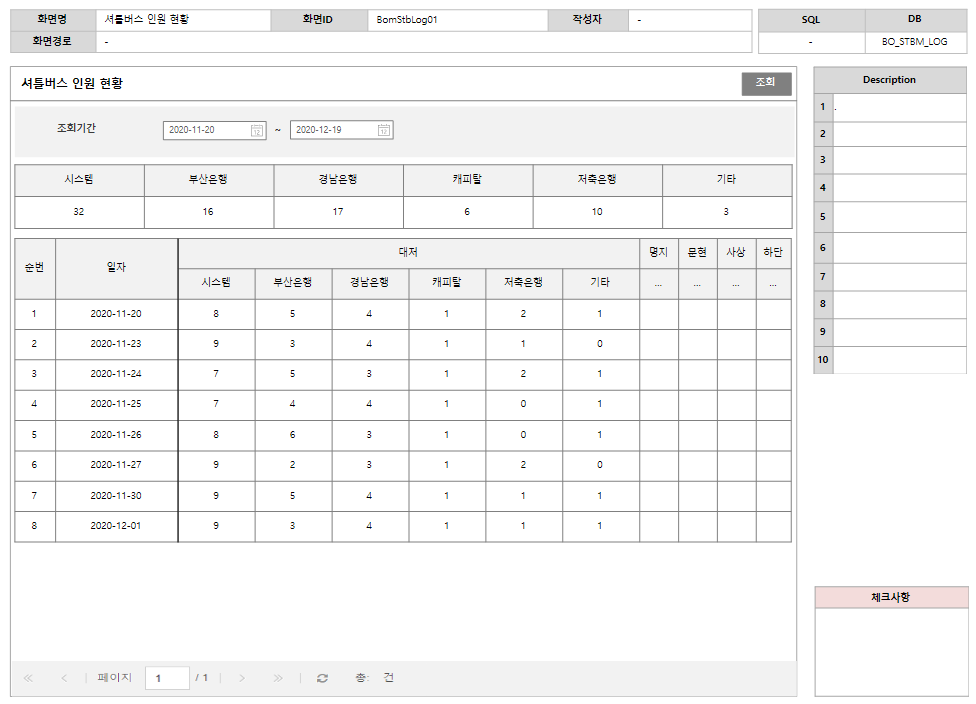 화면명 셔틀버스 인원 현황 화면ID BomStbLog01 작성자 - SQL DB
화면경로 - - BO_STBM_LOG
셔틀버스 인원 현황 조회 Description
조회기간 2020-11-20 ~ 2020-12-19
시스템 부산은행 경남은행 캐피탈 저축은행 기타
32 16 17 6 10 3
순번 일자 대저 명지 문현 사상 하단
시스템 부산은행 경남은행 캐피탈 저축은행 기타 ... ... ... ...
1 2020-11-20 8 5 4 1 2 1
2 2020-11-23 9 3 4 1 1 0
3 2020-11-24 7 5 3 1 2 1
4 2020-11-25 7 4 4 1 0 1
5 2020-11-26 8 6 3 1 0 1
6 2020-11-27 9 2 3 1 2 0
7 2020-11-30 9 5 4 1 1 1
8 2020-12-01 9 3 4 1 1 1
페이지 1 / 1 총: 건
1 .
2
3
4
5
6
7
8
9
10
체크사항